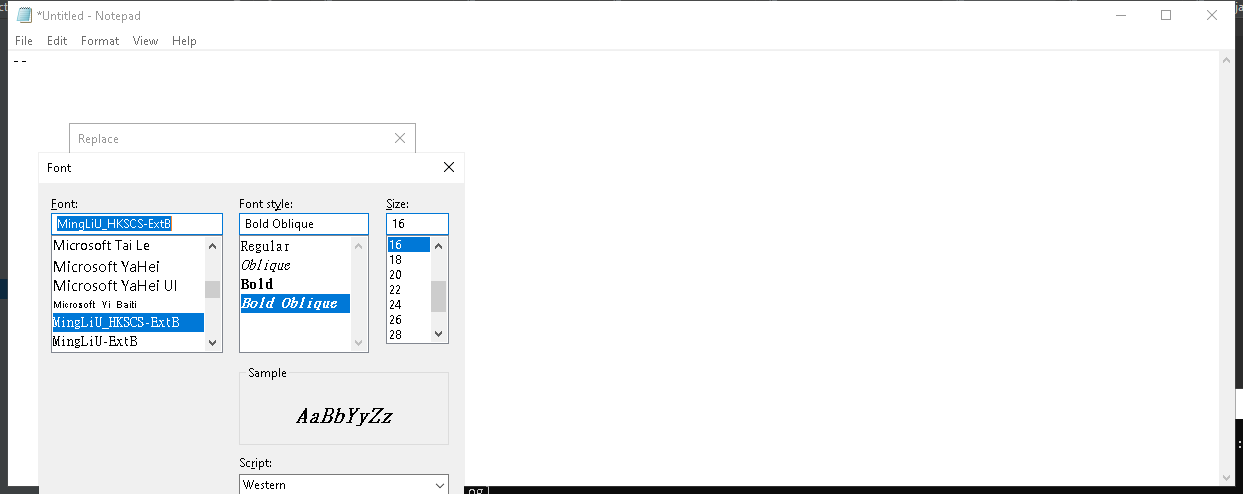 *Untitled - Notepad
File Edit Format View Help
--
Replace
Font
Font: Font style: Size:
MingLiU_HKSCS-ExtB Bold Oblique 16
Microsoft Tai Le Regular 16
Microsoft YaHei Oblique 18
Microsoft YaHei UI Bold 20
Microsoft Yi Baiti Bold Oblique 22
MingLiU_HKSCS-ExtB 24
MingLiU-ExtB 26
28
Sample
AaBbYyZz
Script:
Western